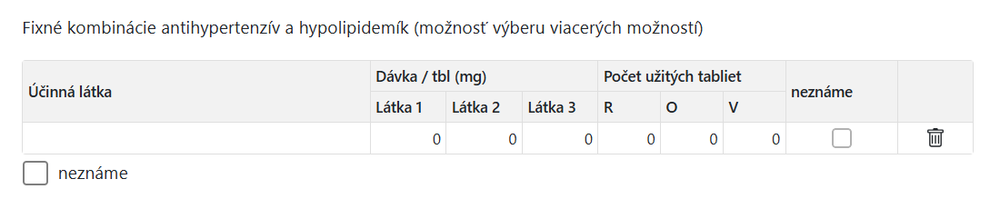 Fixné kombinácie antihypertenzív a hypolipidemík (možnosť výberu viacerých možností)
Účinná látka Dávka / tbl (mg) Počet užitých tabliet neznáme
Látka 1 Látka 2 Látka 3 R O V
0 0 0 0 0 0
neznáme